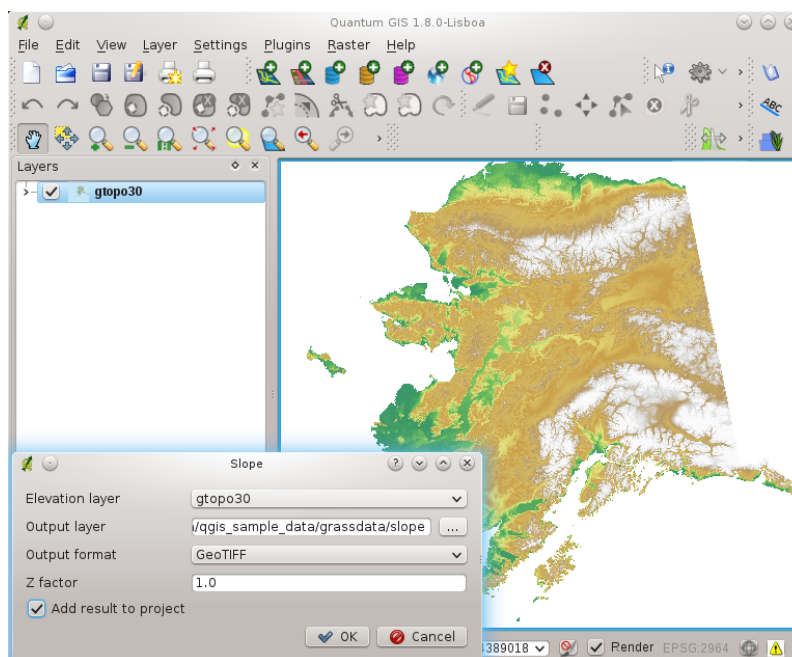 Quantum GIS 1.8.0-Lisboa
File Edit View Layer Settings Plugins Raster Help
ABC
Layers
gtopo30
Slope
Elevation layer gtopo30
Output layer /qgis_sample_data/grassdata/slope ...
Output format GeoTIFF
Z factor 1.0
Add result to project
OK Cancel
4389018 Render EPSG:2964